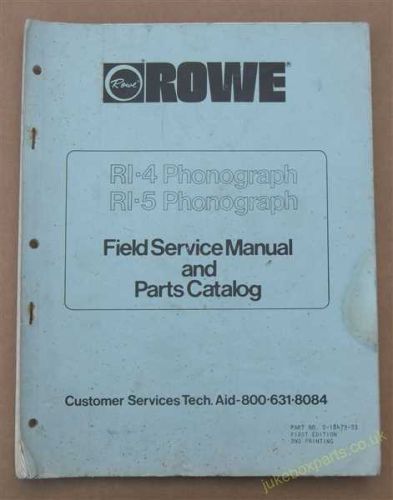 Rowe
ROWE®
RI·4 Phonograph
RI·5 Phonograph
Field Service Manual
and
Parts Catalog
Customer Services Tech. Aid-800·631·8084
FIRST EDITION
2ND PRINTING
jukeboxparts.co.uk